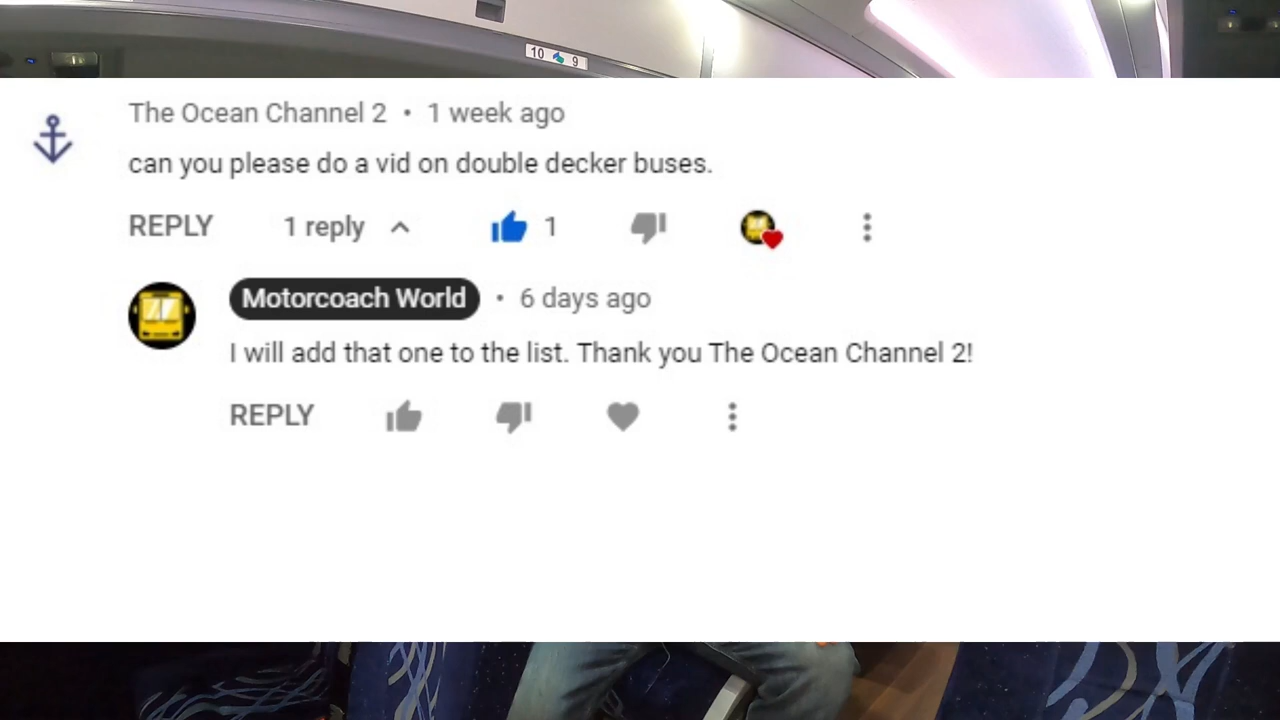 10 9
The Ocean Channel 2 • 1 week ago
can you please do a vid on double decker buses.
REPLY 1 reply 1
Motorcoach World • 6 days ago
I will add that one to the list. Thank you The Ocean Channel 2!
REPLY